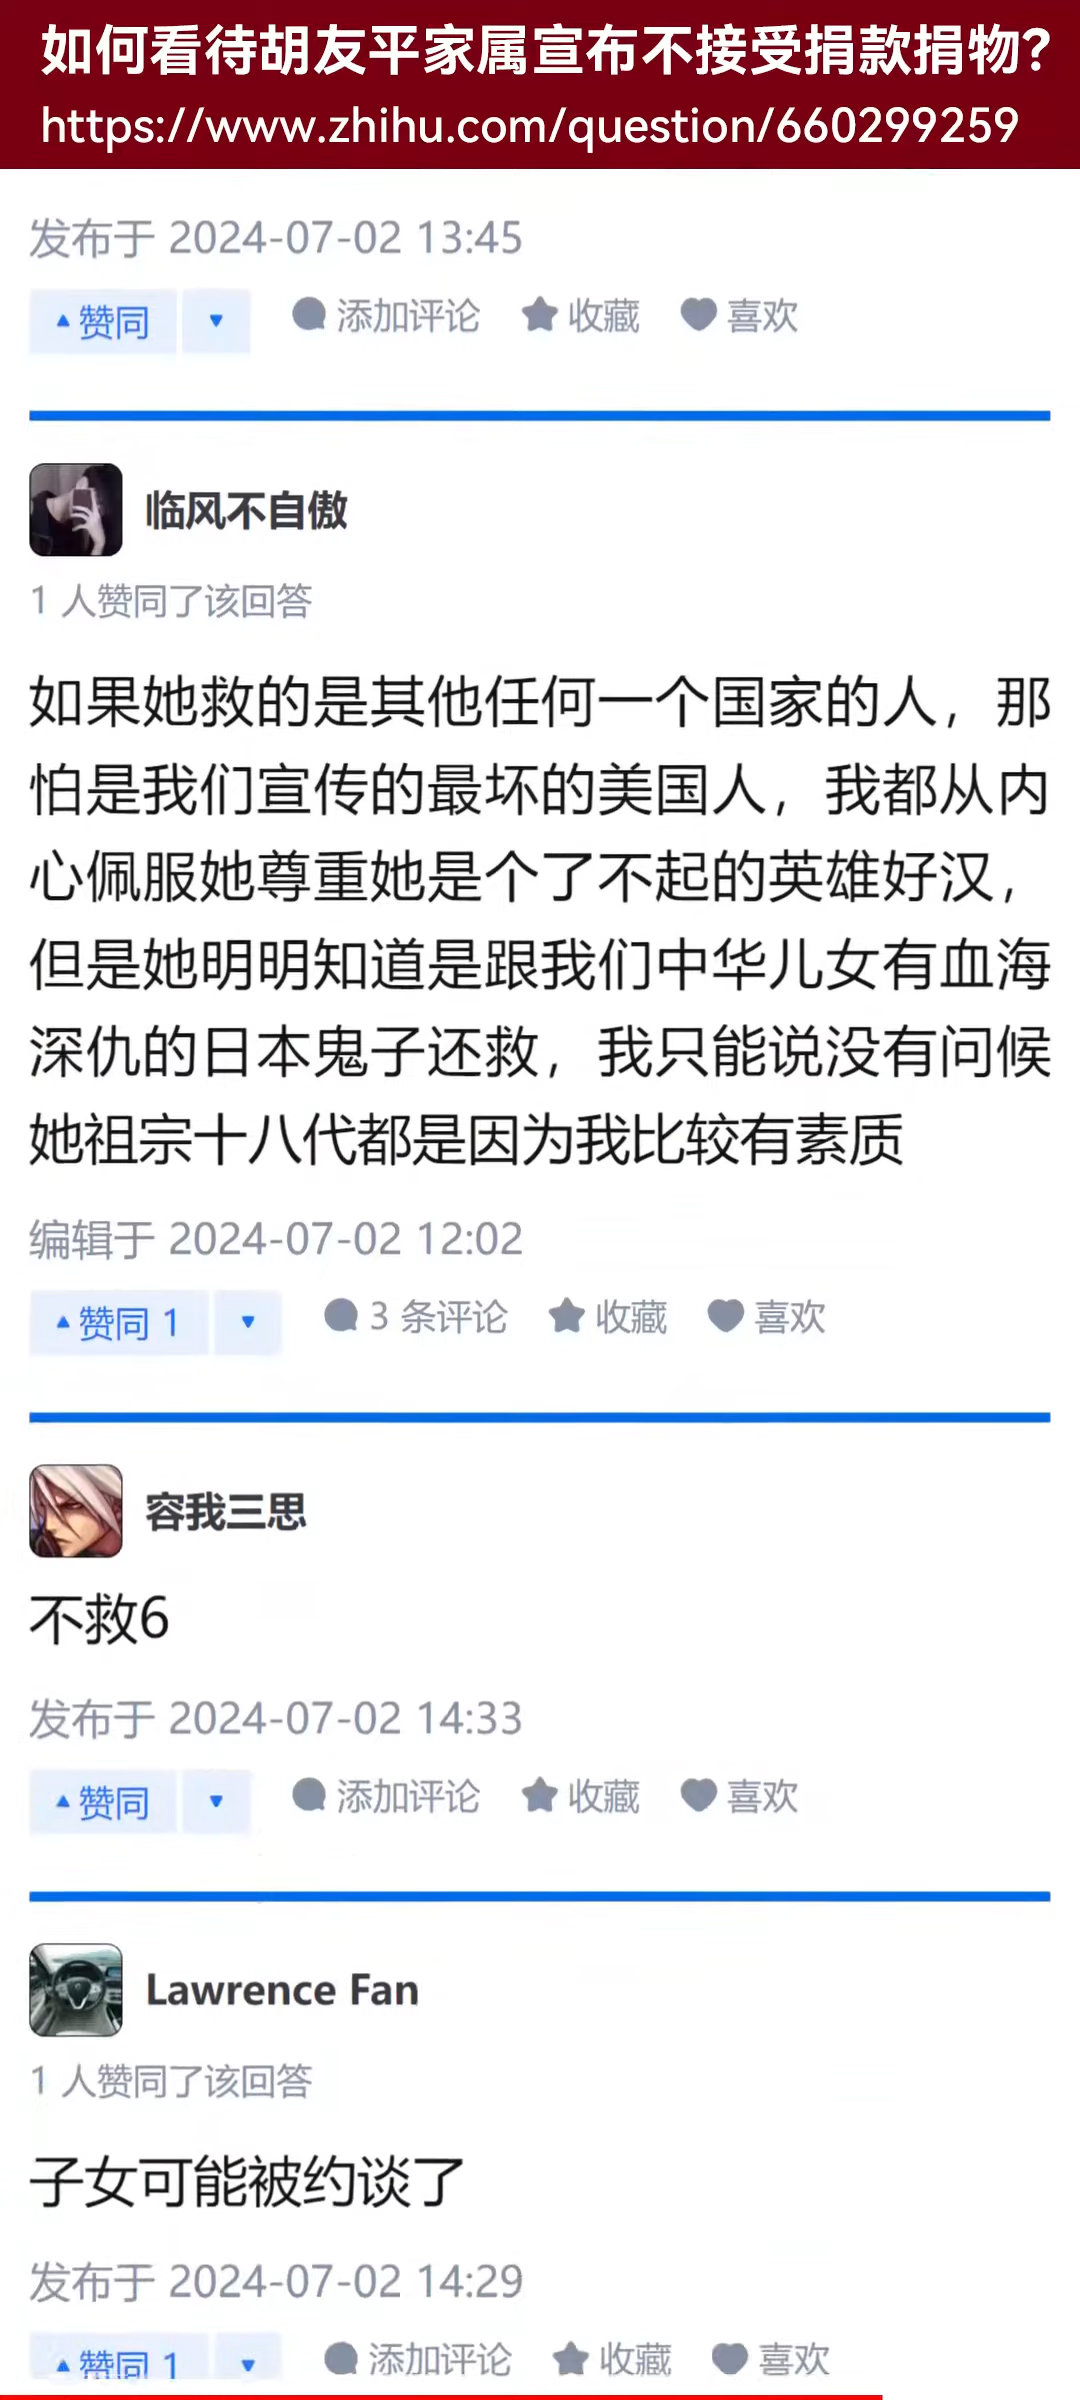 如何看待胡友平家属宣布不接受捐款捐物？
https://www.zhihu.com/question/660299259
发布于 2024-07-02 13:45
赞同 添加评论 收藏 喜欢
临风不自傲
1 人赞同了该回答
如果她救的是其他任何一个国家的人，那
怕是我们宣传的最坏的美国人，我都从内
心佩服她尊重她是个了不起的英雄好汉，
但是她明明知道是跟我们中华儿女有血海
深仇的日本鬼子还救，我只能说没有问候
她祖宗十八代都是因为我比较有素质
编辑于 2024-07-02 12:02
赞同 1 3 条评论 收藏 喜欢
容我三思
不救6
发布于 2024-07-02 14:33
赞同 添加评论 收藏 喜欢
Lawrence Fan
1 人赞同了该回答
子女可能被约谈了
发布于 2024-07-02 14:29
赞同 1 添加评论 收藏 喜欢